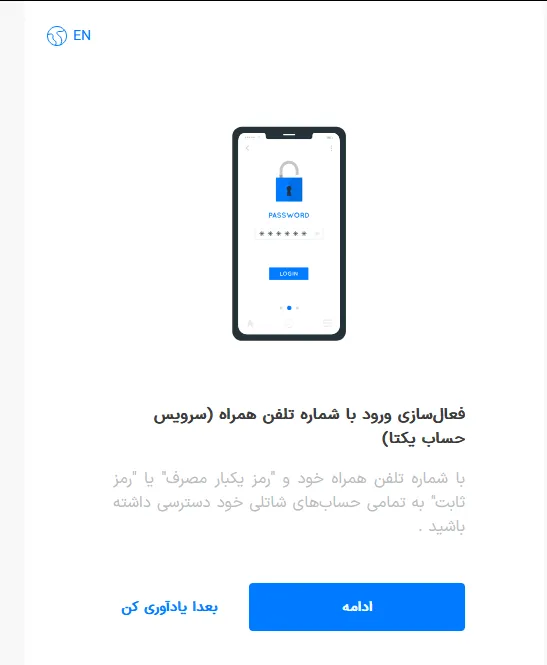 EN
PASSWORD
******
LOGIN
فعال‌سازی ورود با شماره تلفن همراه (سرویس
حساب یکتا)
با شماره تلفن همراه خود و "رمز یکبار مصرف" یا "رمز
ثابت" به تمامی حساب‌های شاتلی خود دسترسی داشته
باشید .
ادامه
بعدا یادآوری کن